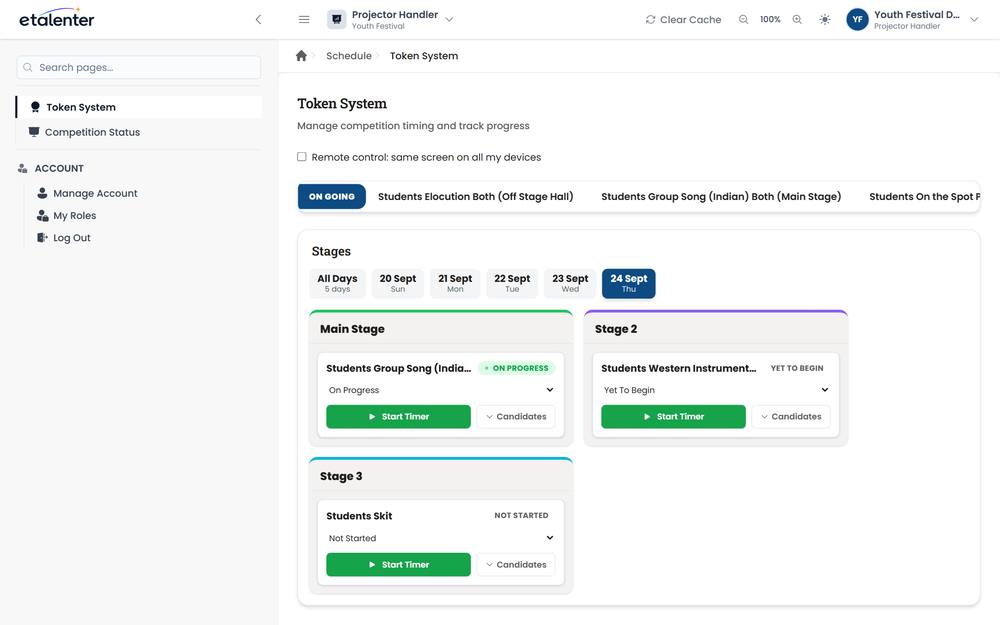 etalenter
Projector Handler
Youth Festival
Clear Cache
100%
YF
Youth Festival D...
Projector Handler
Search pages...
Token System
Competition Status
ACCOUNT
Manage Account
My Roles
Log Out
Schedule
Token System
Token System
Manage competition timing and track progress
Remote control: same screen on all my devices
ON GOING
Students Elocution Both (Off Stage Hall)
Students Group Song (Indian) Both (Main Stage)
Students On the Spot P
Stages
All Days
5 days
20 Sept
Sun
21 Sept
Mon
22 Sept
Tue
23 Sept
Wed
24 Sept
Thu
Main Stage
Students Group Song (India...
ON PROGRESS
On Progress
Start Timer
Candidates
Stage 2
Students Western Instrument...
YET TO BEGIN
Yet To Begin
Start Timer
Candidates
Stage 3
Students Skit
NOT STARTED
Not Started
Start Timer
Candidates